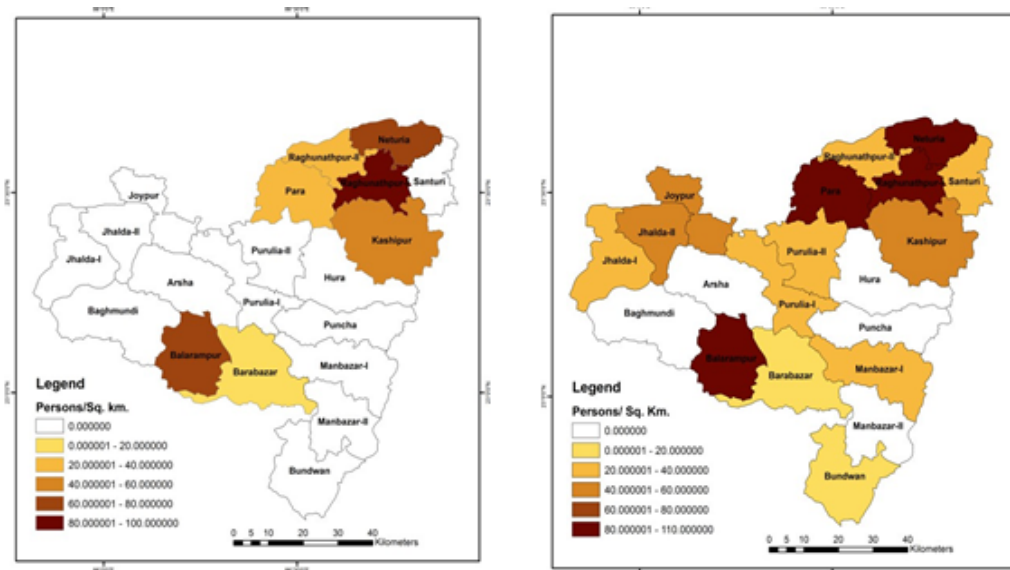 Neturia
Raghunathpur-II
Para
Santuri
Joypur
Kashipur
Jhalda-II
Purulia-II
Jhalda-I
Hura
Arsha
Baghmundi
Purulia-I
Puncha
Balarampur
Barabazar
Manbazar-I
Manbazar-II
Bundwan
Legend
Persons/Sq. km.
0.000000
0.000001 - 20.000000
20.000001 - 40.000000
40.000001 - 60.000000
60.000001 - 80.000000
80.000001 - 100.000000
0 5 10 20 30 40
Kilometers
Neturia
Raghunathpur-II
Para
Santuri
Joypur
Jhalda-II
Kashipur
Purulia-II
Jhalda-I
Arsha
Hura
Baghmundi
Purulia-I
Puncha
Balarampur
Barabazar
Manbazar-I
Manbazar-II
Bundwan
Legend
Persons/ Sq. Km.
0.000000
0.000001 - 20.000000
20.000001 - 40.000000
40.000001 - 60.000000
60.000001 - 80.000000
80.000001 - 110.000000
0 5 10 20 30 40
Kilometers